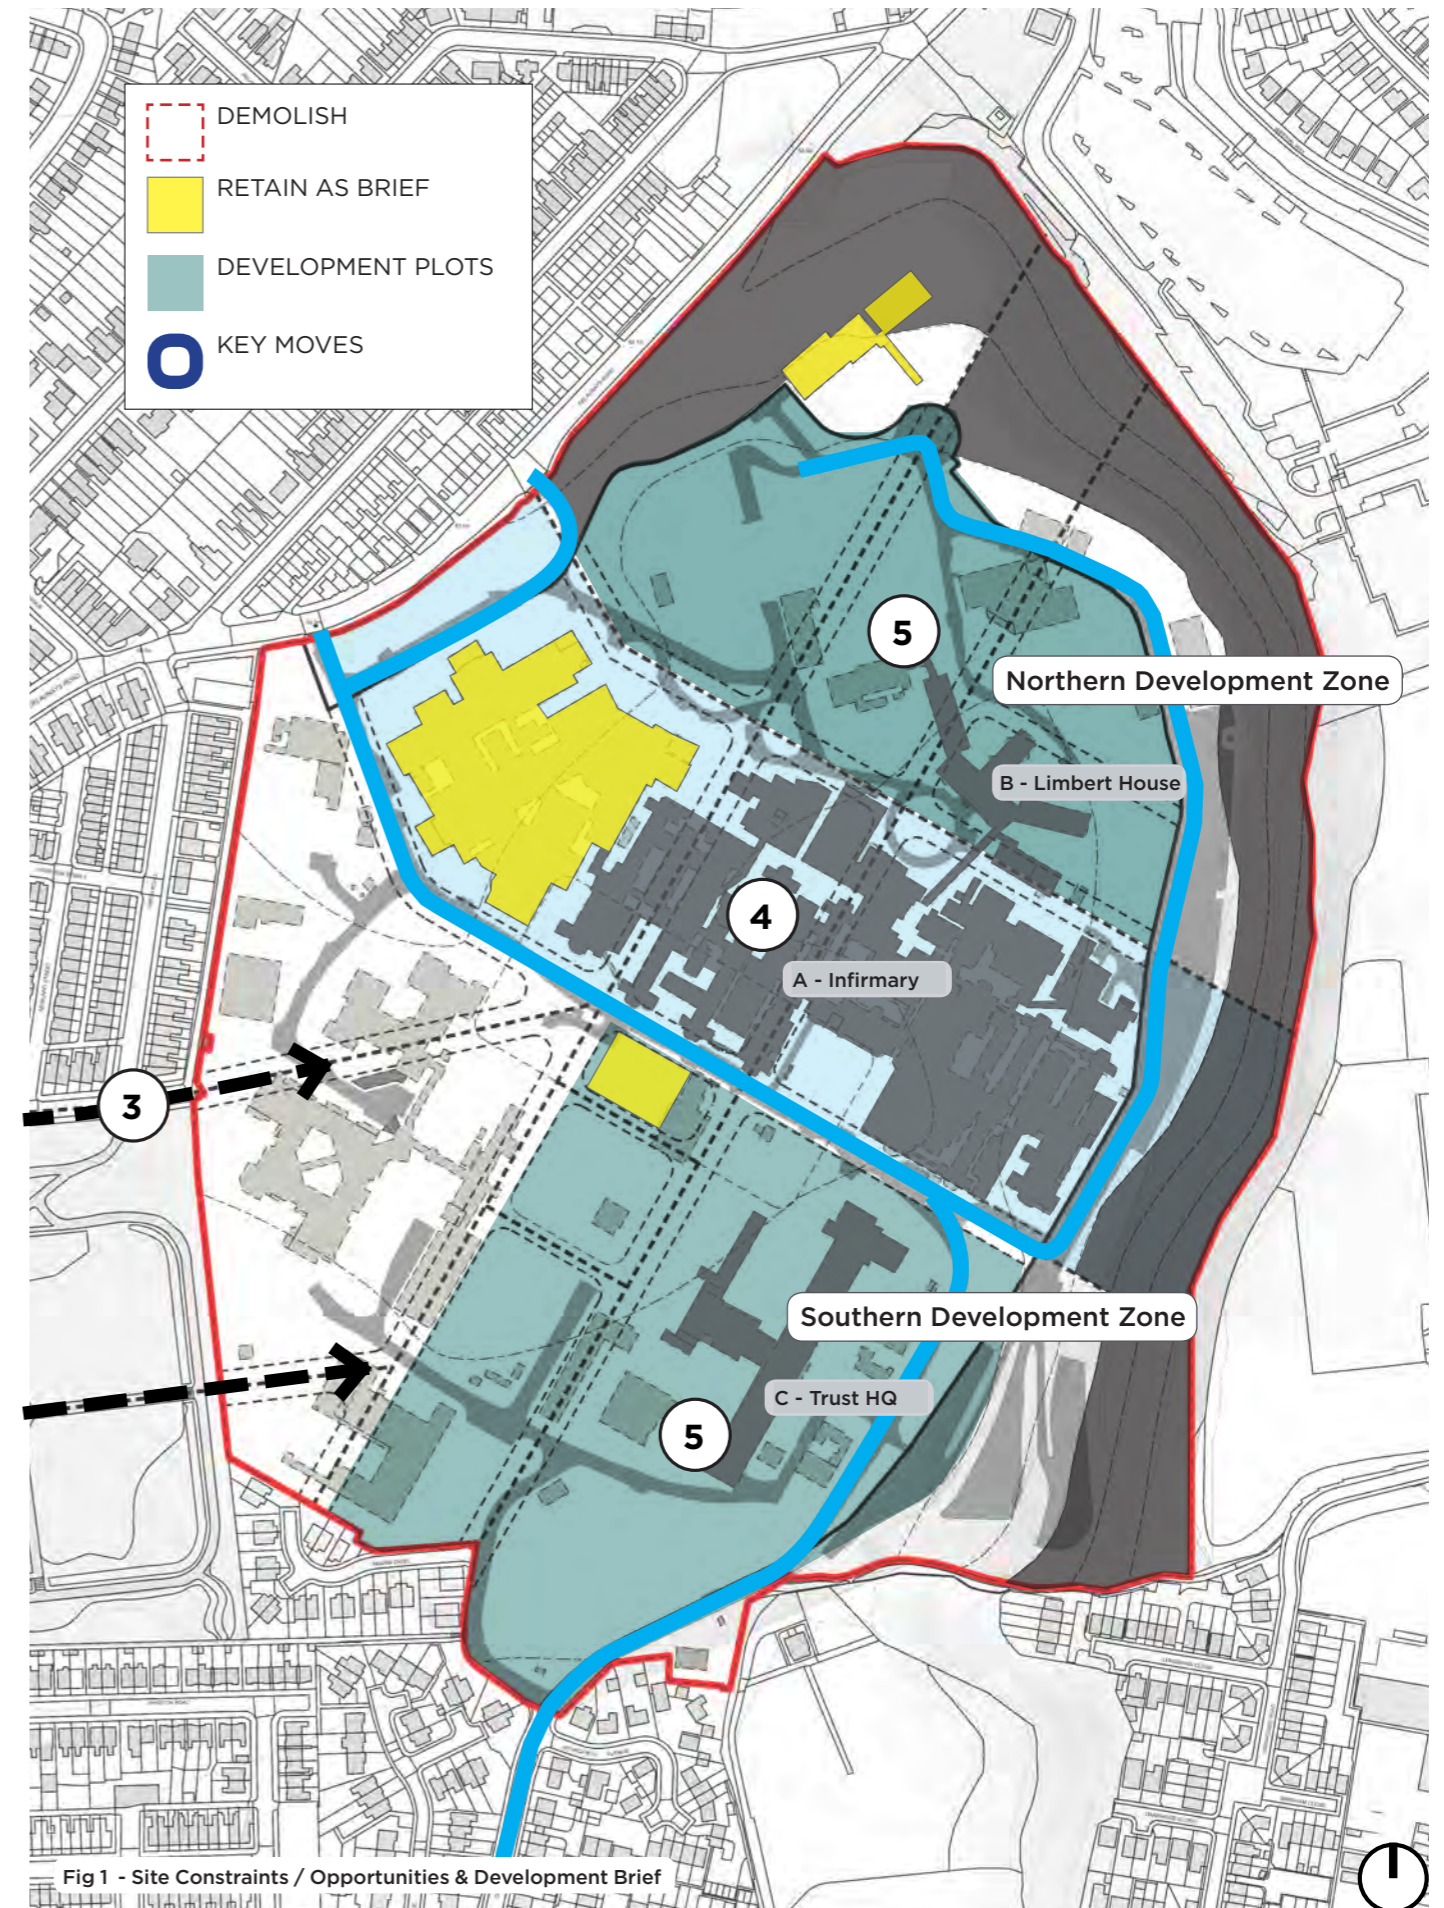 DEMOLISH
RETAIN AS BRIEF
DEVELOPMENT PLOTS
KEY MOVES
5
Northern Development Zone
B - Limbert House
4
A - Infirmary
3
Southern Development Zone
C - Trust HQ
5
Fig 1 - Site Constraints / Opportunities & Development Brief